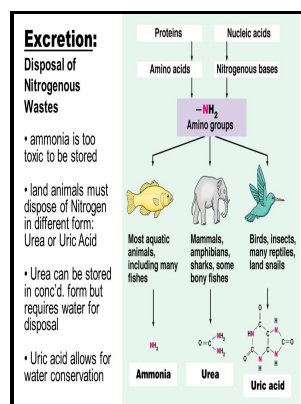 Excretion:
Disposal of
Nitrogenous
Wastes
• ammonia is too
toxic to be stored
• land animals must
dispose of Nitrogen
in different form:
Urea or Uric Acid
• Urea can be stored
in conc'd. form but
requires water for
disposal
• Uric acid allows for
water conservation
Proteins
Nucleic acids
Amino acids
Nitrogenous bases
–NH2
Amino groups
Most aquatic
animals,
including many
fishes
Mammals,
amphibians,
sharks, some
bony fishes
Birds, insects,
many reptiles,
land snails
NH3
O=C
NH2
NH2
Ammonia
Urea
Uric acid